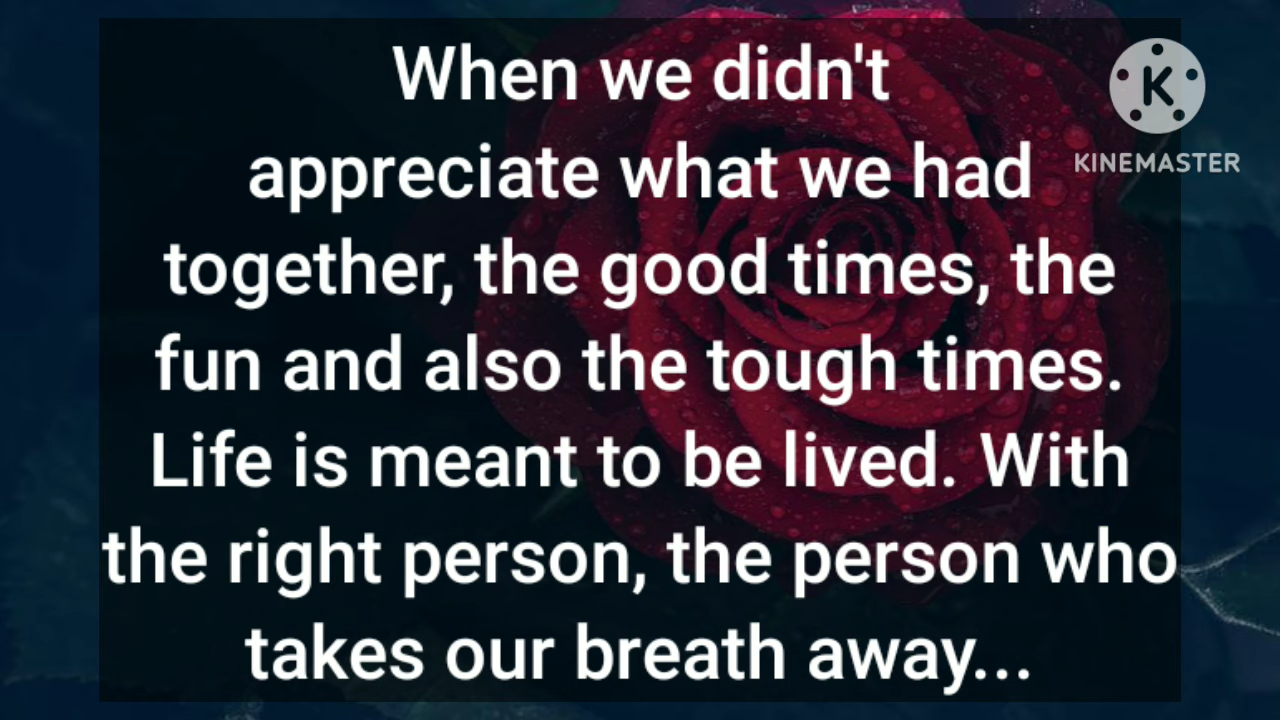 When we didn't
appreciate what we had
together, the good times, the
fun and also the tough times.
Life is meant to be lived. With
the right person, the person who
takes our breath away...
K
KINEMASTER